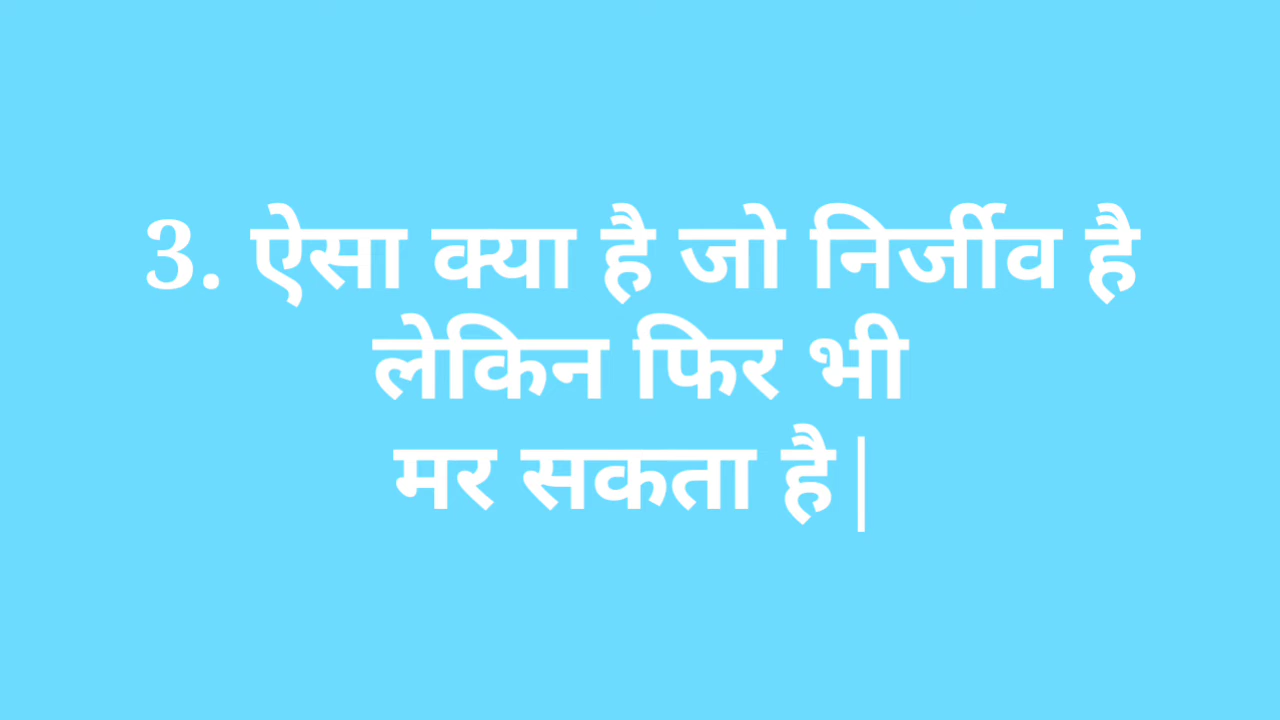 3. ऐसा क्या है जो निर्जीव है
लेकिन फिर भी
मर सकता है|